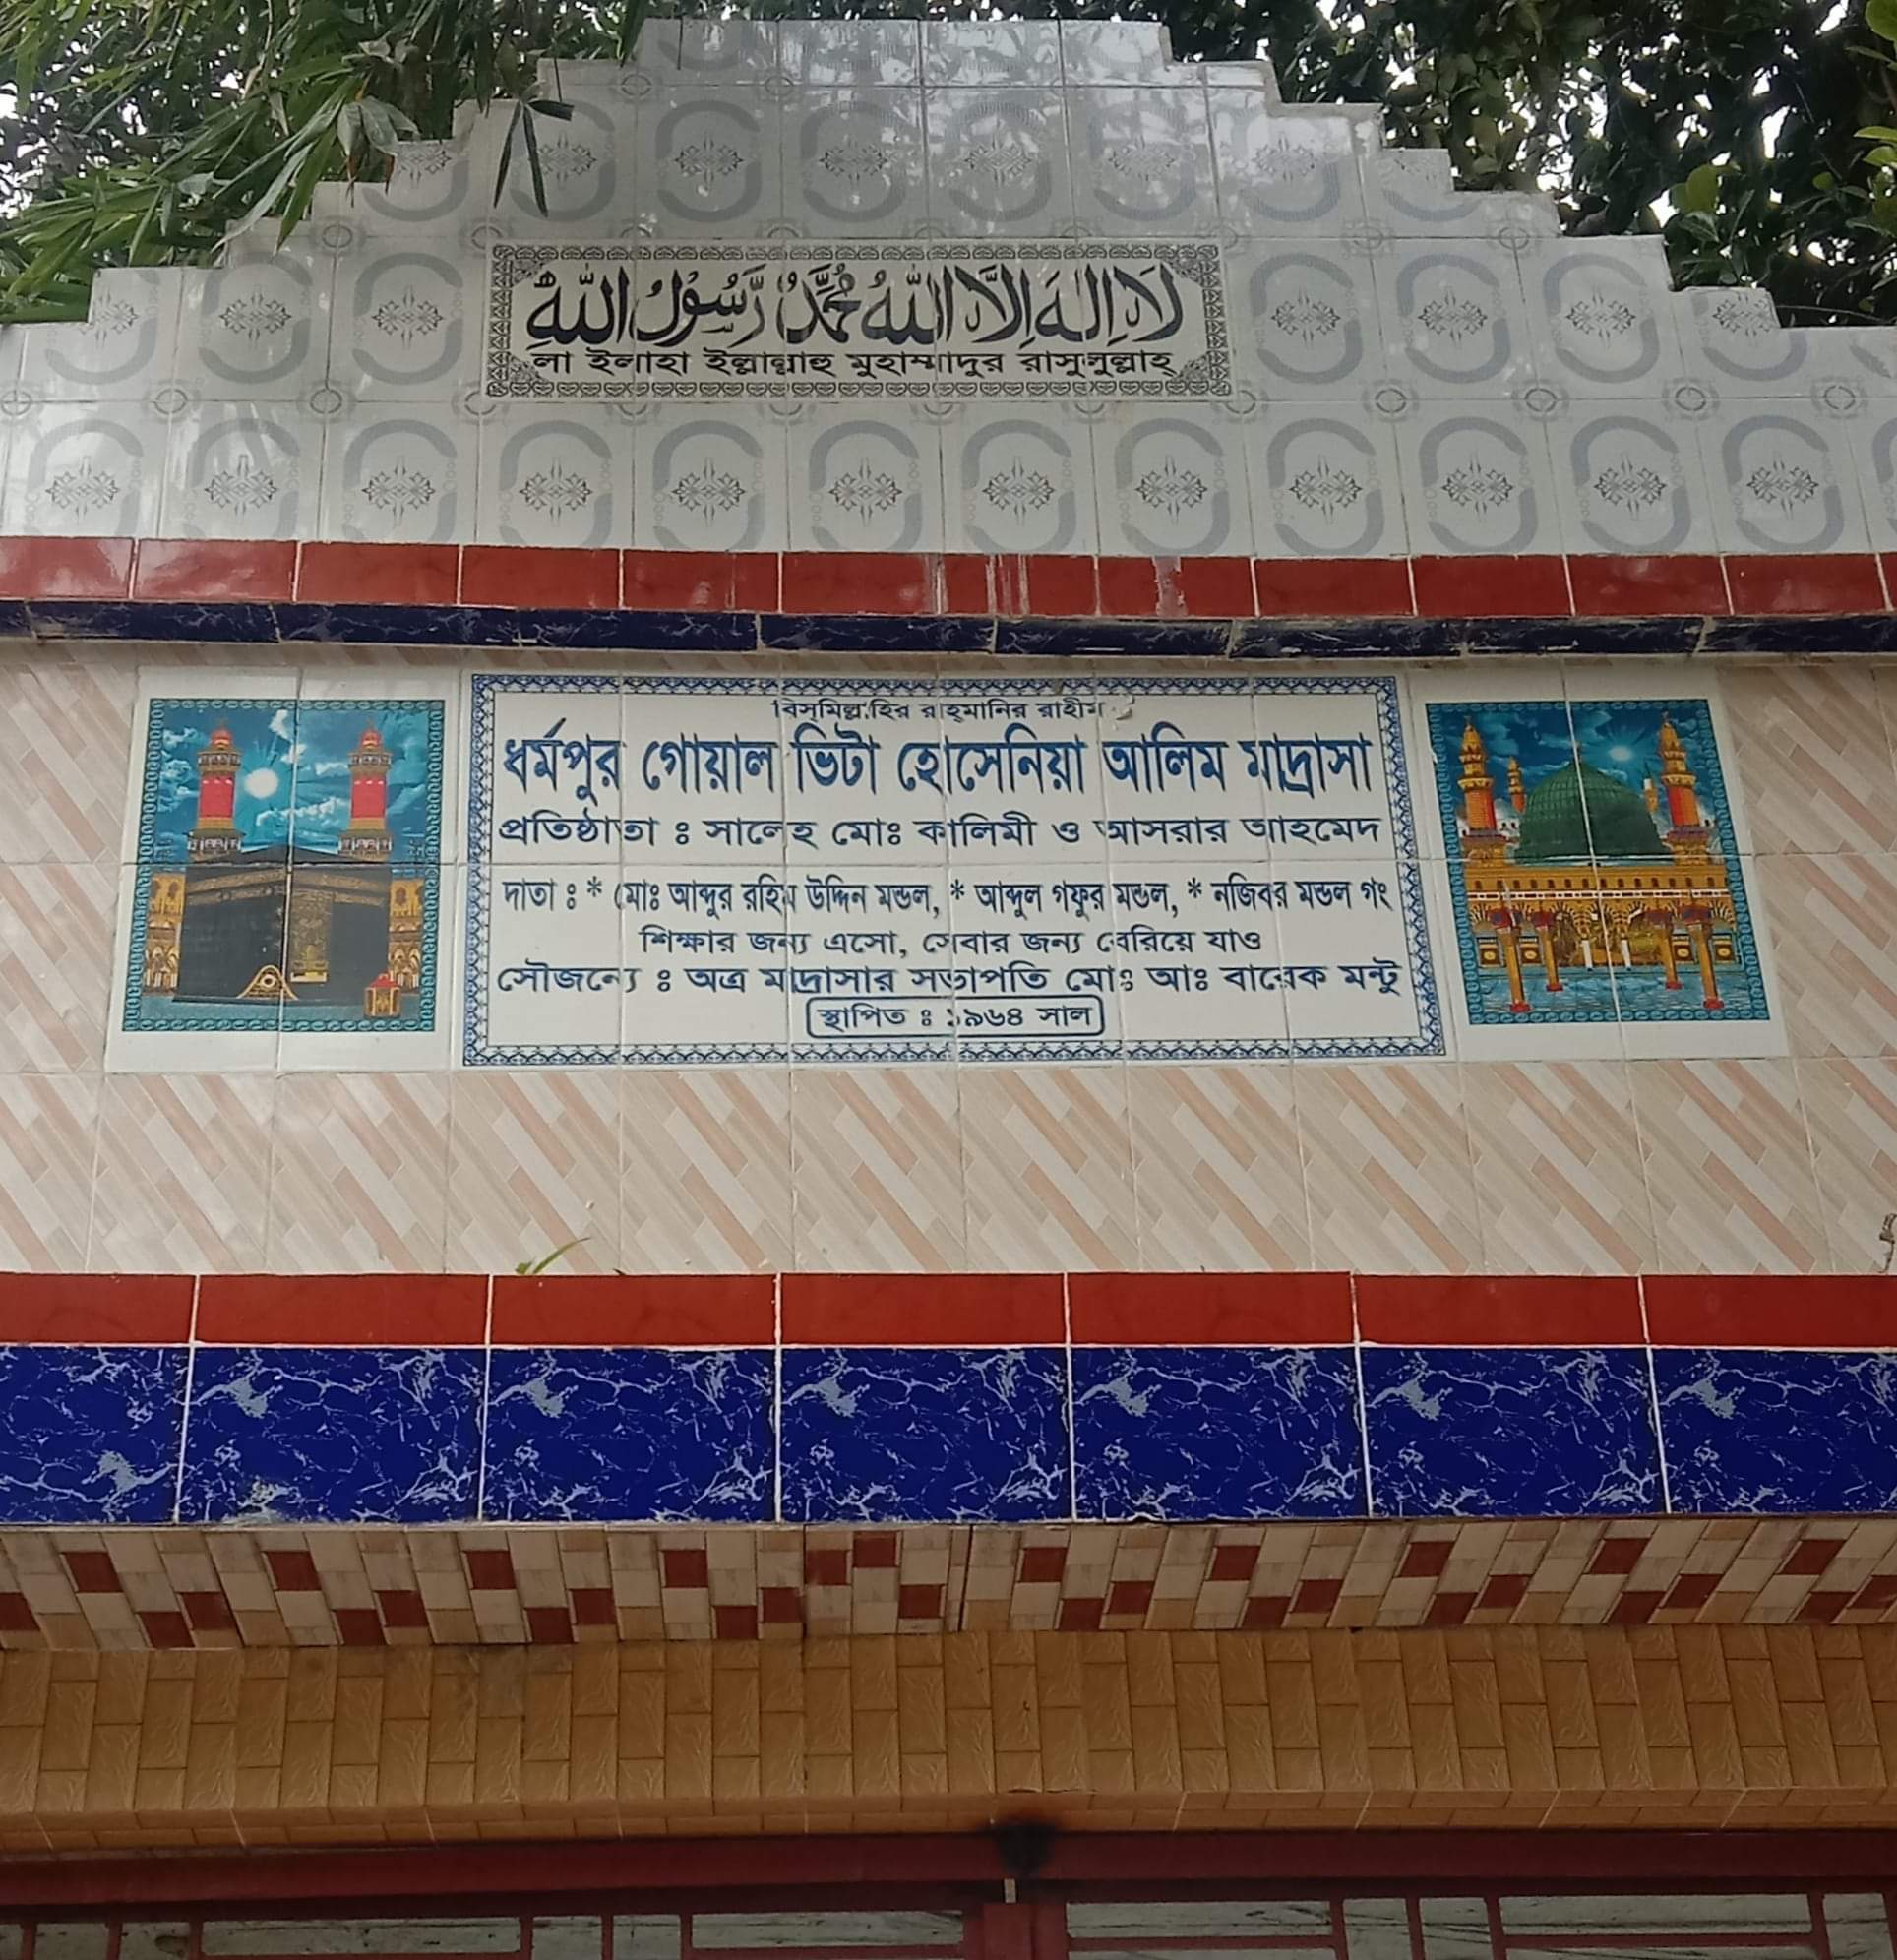 لَا اِلٰهَ اِلَّا اللّٰهُ مُحَمَّدٌ رَّسُوْلُ اللّٰهِ
লা ইলাহা ইল্লাল্লাহু মুহাম্মাদুর রাসুলুল্লাহ্
বিস্‌মিল্লাহির রাহ্‌মানির রাহীম
ধর্মপুর গোয়াল ভিটা হোসেনিয়া আলিম মাদ্রাসা
প্রতিষ্ঠাতা ঃ সালেহ মোঃ কালিমী ও আসরার আহমেদ
দাতা ঃ * মোঃ আব্দুর রহিম উদ্দিন মন্ডল, * আব্দুল গফুর মন্ডল, * নজিবর মন্ডল গং
শিক্ষার জন্য এসো, সেবার জন্য বেরিয়ে যাও
সৌজন্যে ঃ অত্র মাদ্রাসার সভাপতি মোঃ আঃ বারেক মন্টু
স্থাপিত ঃ ১৯৬৪ সাল